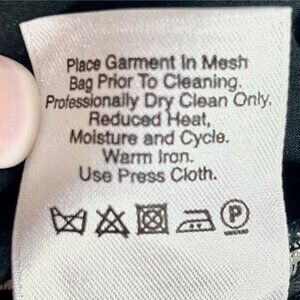 Place Garment In Mesh
Bag Prior To Cleaning.
Professionally Dry Clean Only,
Reduced Heat,
Moisture and Cycle.
Warm Iron.
Use Press Cloth.
P